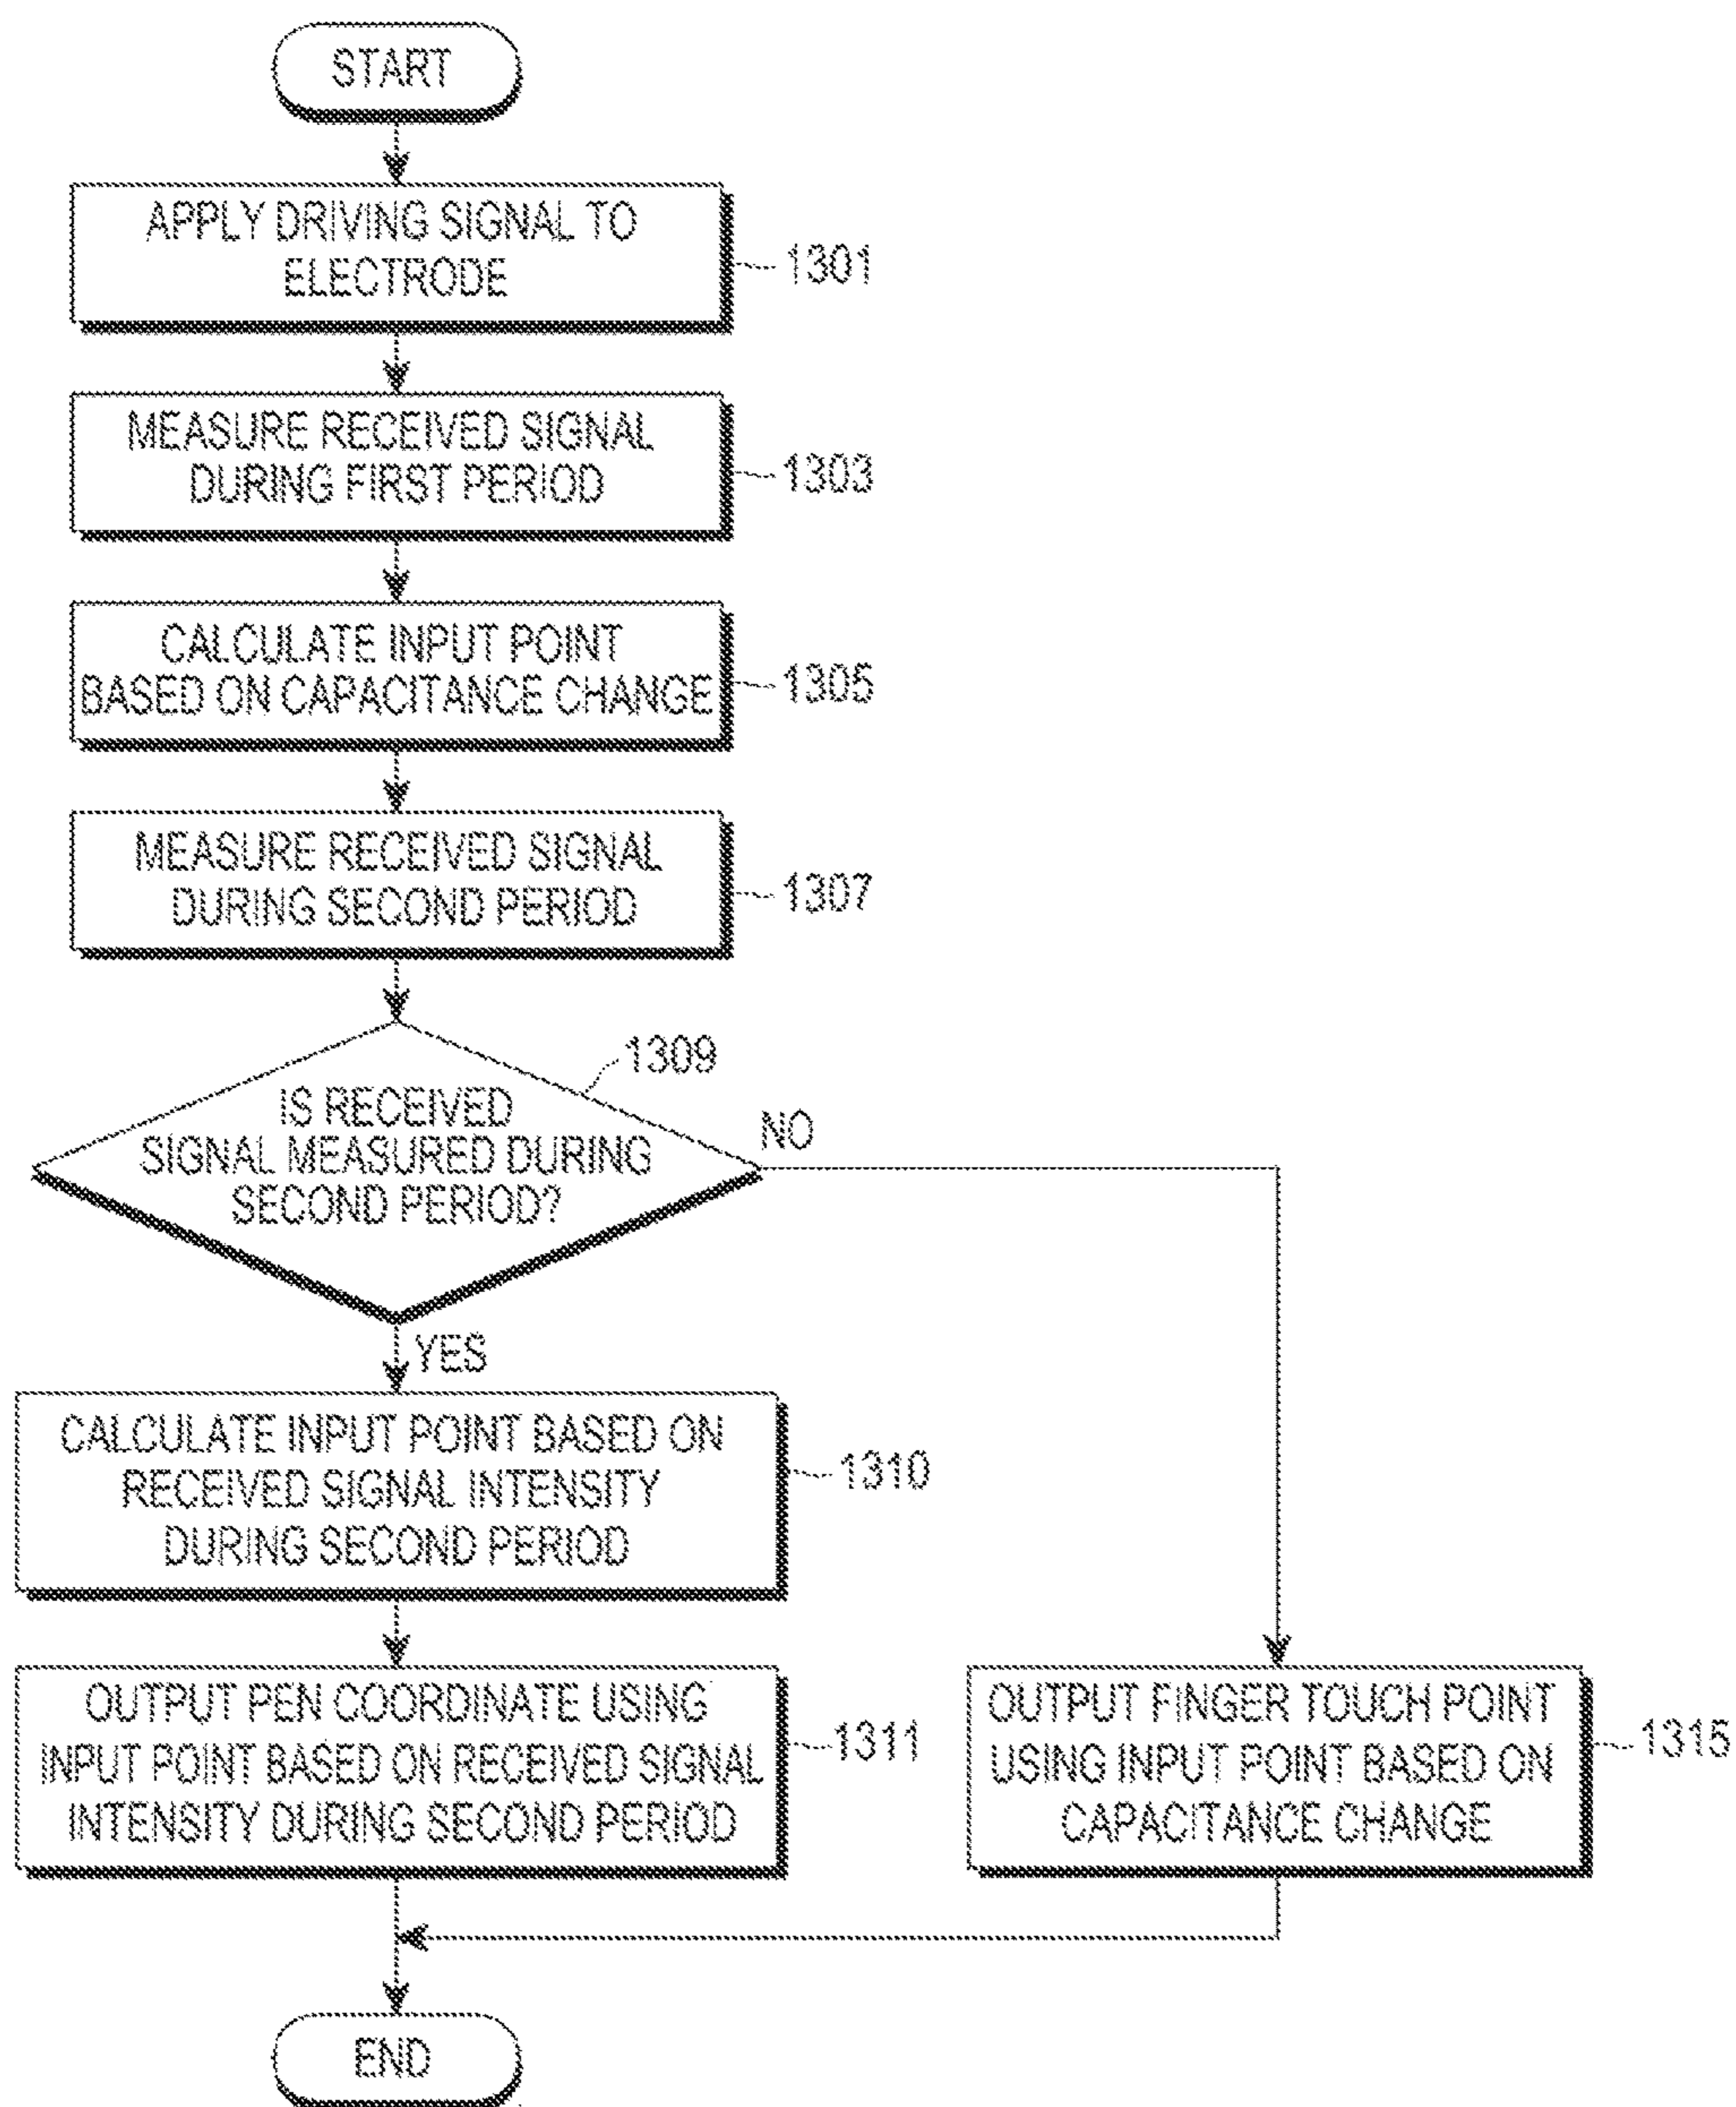 START
APPLY DRIVING SIGNAL TO
ELECTRODE
1301
MEASURE RECEIVED SIGNAL
DURING FIRST PERIOD
1303
CALCULATE INPUT POINT
BASED ON CAPACITANCE CHANGE
1305
MEASURE RECEIVED SIGNAL
DURING SECOND PERIOD
1307
1309
IS RECEIVED
SIGNAL MEASURED DURING
SECOND PERIOD?
NO
YES
CALCULATE INPUT POINT BASED ON
RECEIVED SIGNAL INTENSITY
DURING SECOND PERIOD
1310
OUTPUT PEN COORDINATE USING
INPUT POINT BASED ON RECEIVED SIGNAL
INTENSITY DURING SECOND PERIOD
1311
OUTPUT FINGER TOUCH POINT
USING INPUT POINT BASED ON
CAPACITANCE CHANGE
1315
END